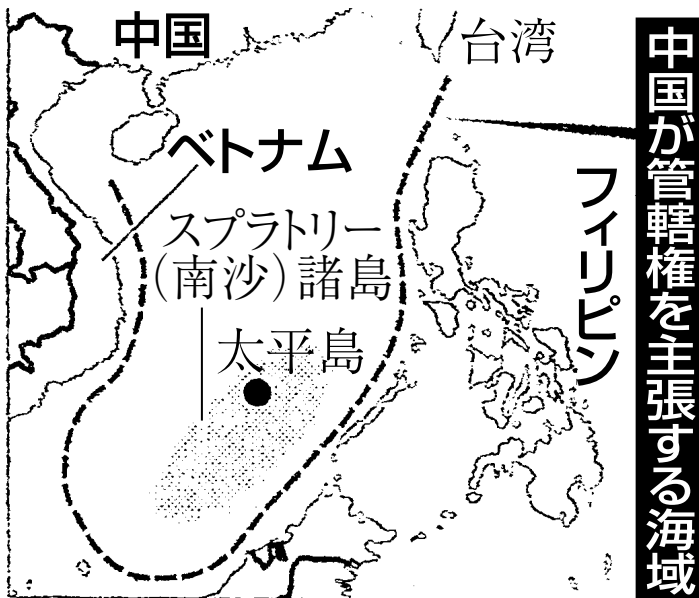 中国
台湾
中国が管轄権を主張する海域
ベトナム
フィリピン
スプラトリー
(南沙)諸島
太平島